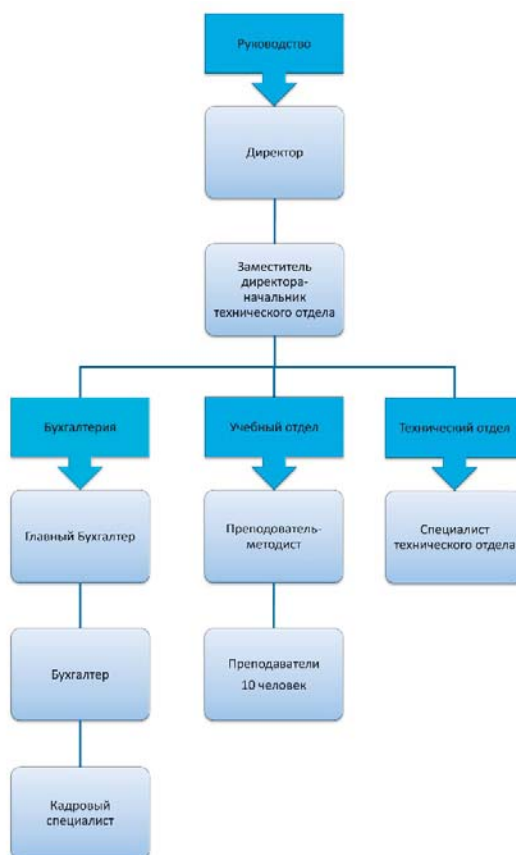 Руководство
Директор
Заместитель
директора-
начальник
технического отдела
Бухгалтерия
Учебный отдел
Технический отдел
Главный Бухгалтер
Преподователь-
методист
Специалист
технического отдела
Бухгалтер
Преподаватели
10 человек
Кадровый
специалист